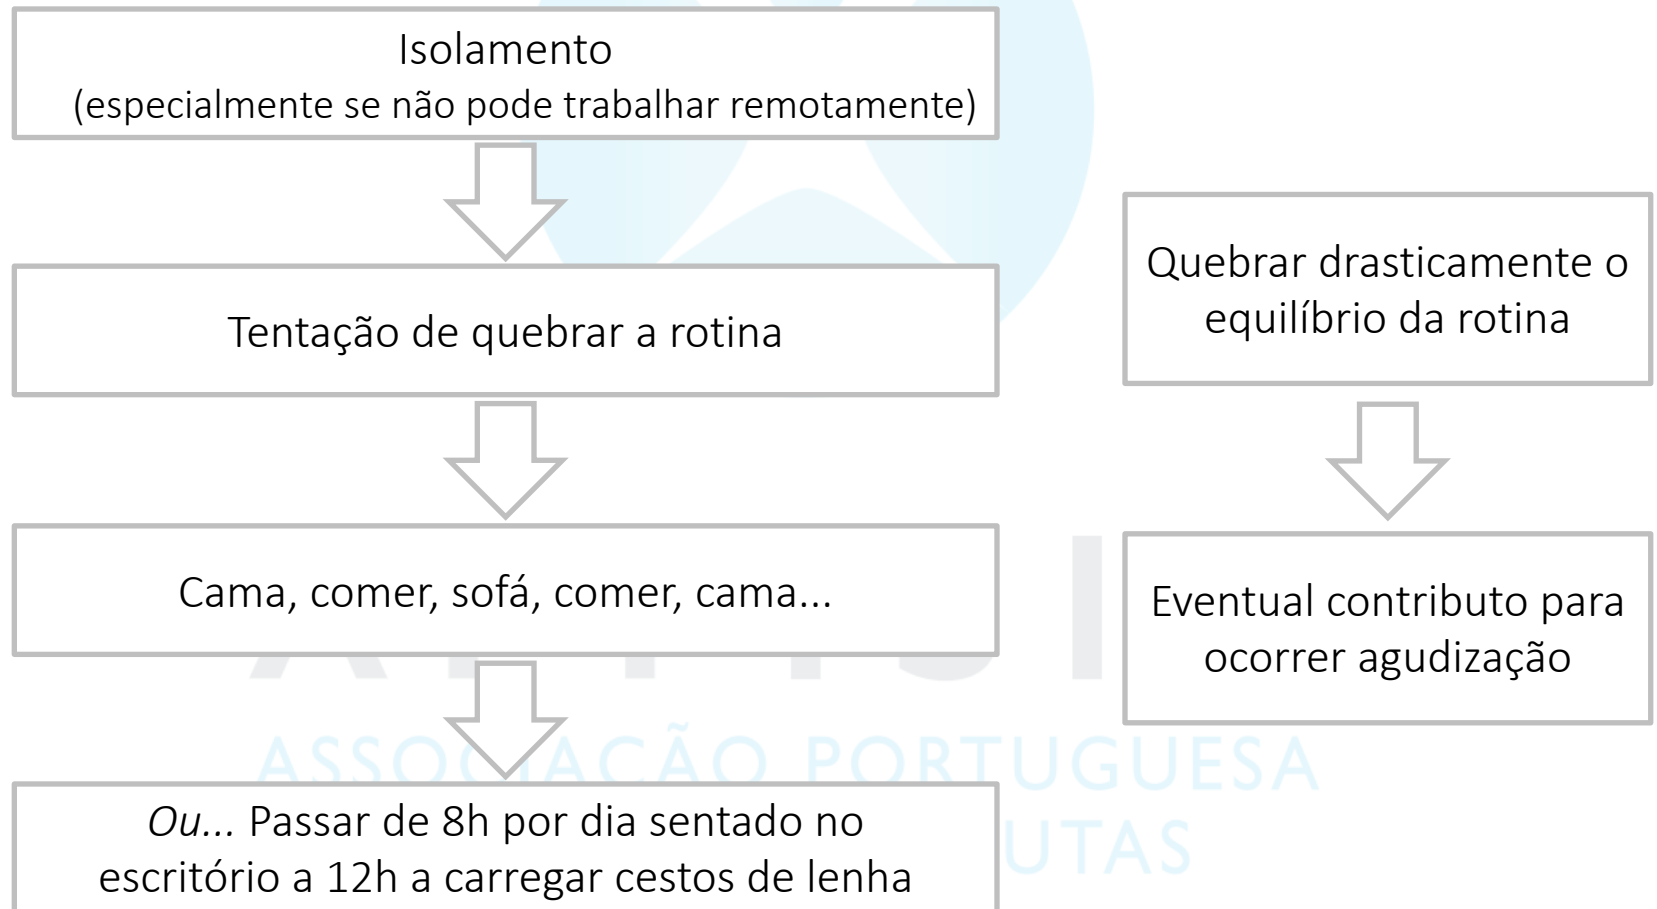 Isolamento
(especialmente se não pode trabalhar remotamente)
Tentação de quebrar a rotina
Cama, comer, sofá, comer, cama...
Ou... Passar de 8h por dia sentado no
escritório a 12h a carregar cestos de lenha
Quebrar drasticamente o
equilíbrio da rotina
Eventual contributo para
ocorrer agudização
ASSOCIAÇÃO PORTUGUESA